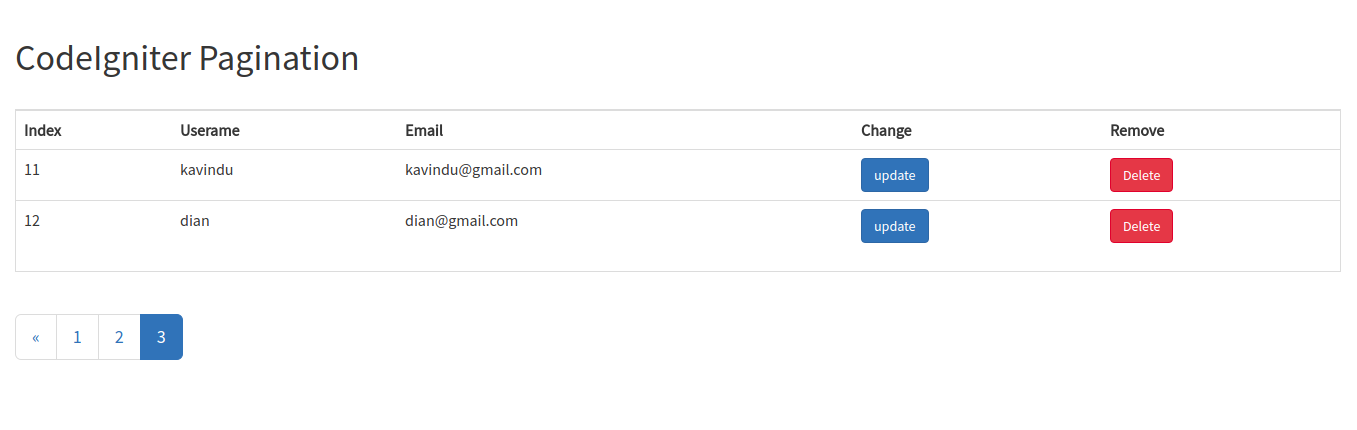 CodeIgniter Pagination
Index Userame Email Change Remove
11 kavindu kavindu@gmail.com update Delete
12 dian dian@gmail.com update Delete
« 1 2 3